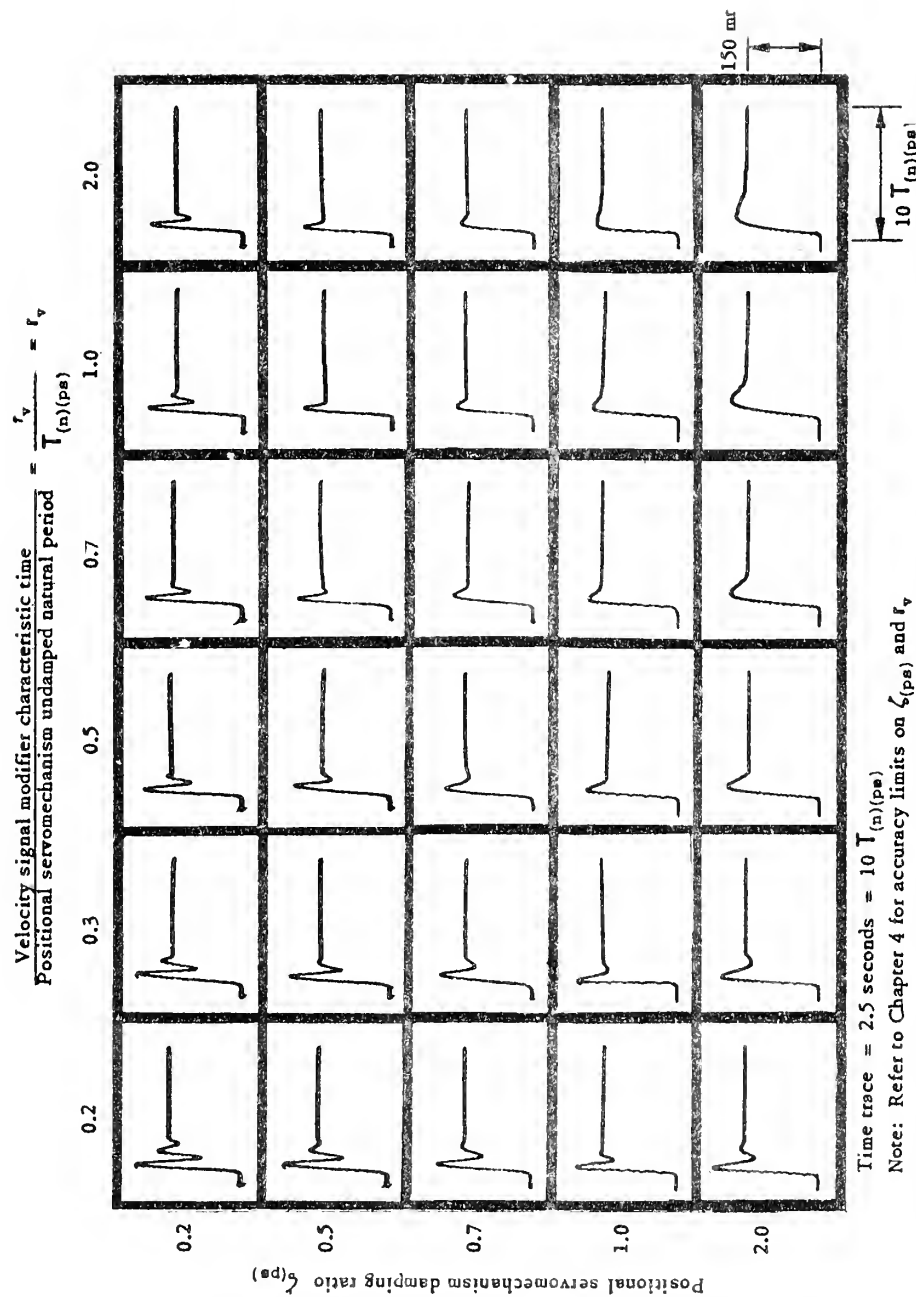 Velocity signal modifier characteristic time
Positional servomechanism undamped natural period
= r_v / T_(n)(ps) = r_v
0.2 0.3 0.5 0.7 1.0 2.0
Positional servomechanism damping ratio ζ_(ps)
0.2
0.5
0.7
1.0
2.0
150 mr
10 T_(n)(ps)
Time trace = 2.5 seconds = 10 T_(n)(ps)
Note: Refer to Chapter 4 for accuracy limits on ζ_(ps) and r_v